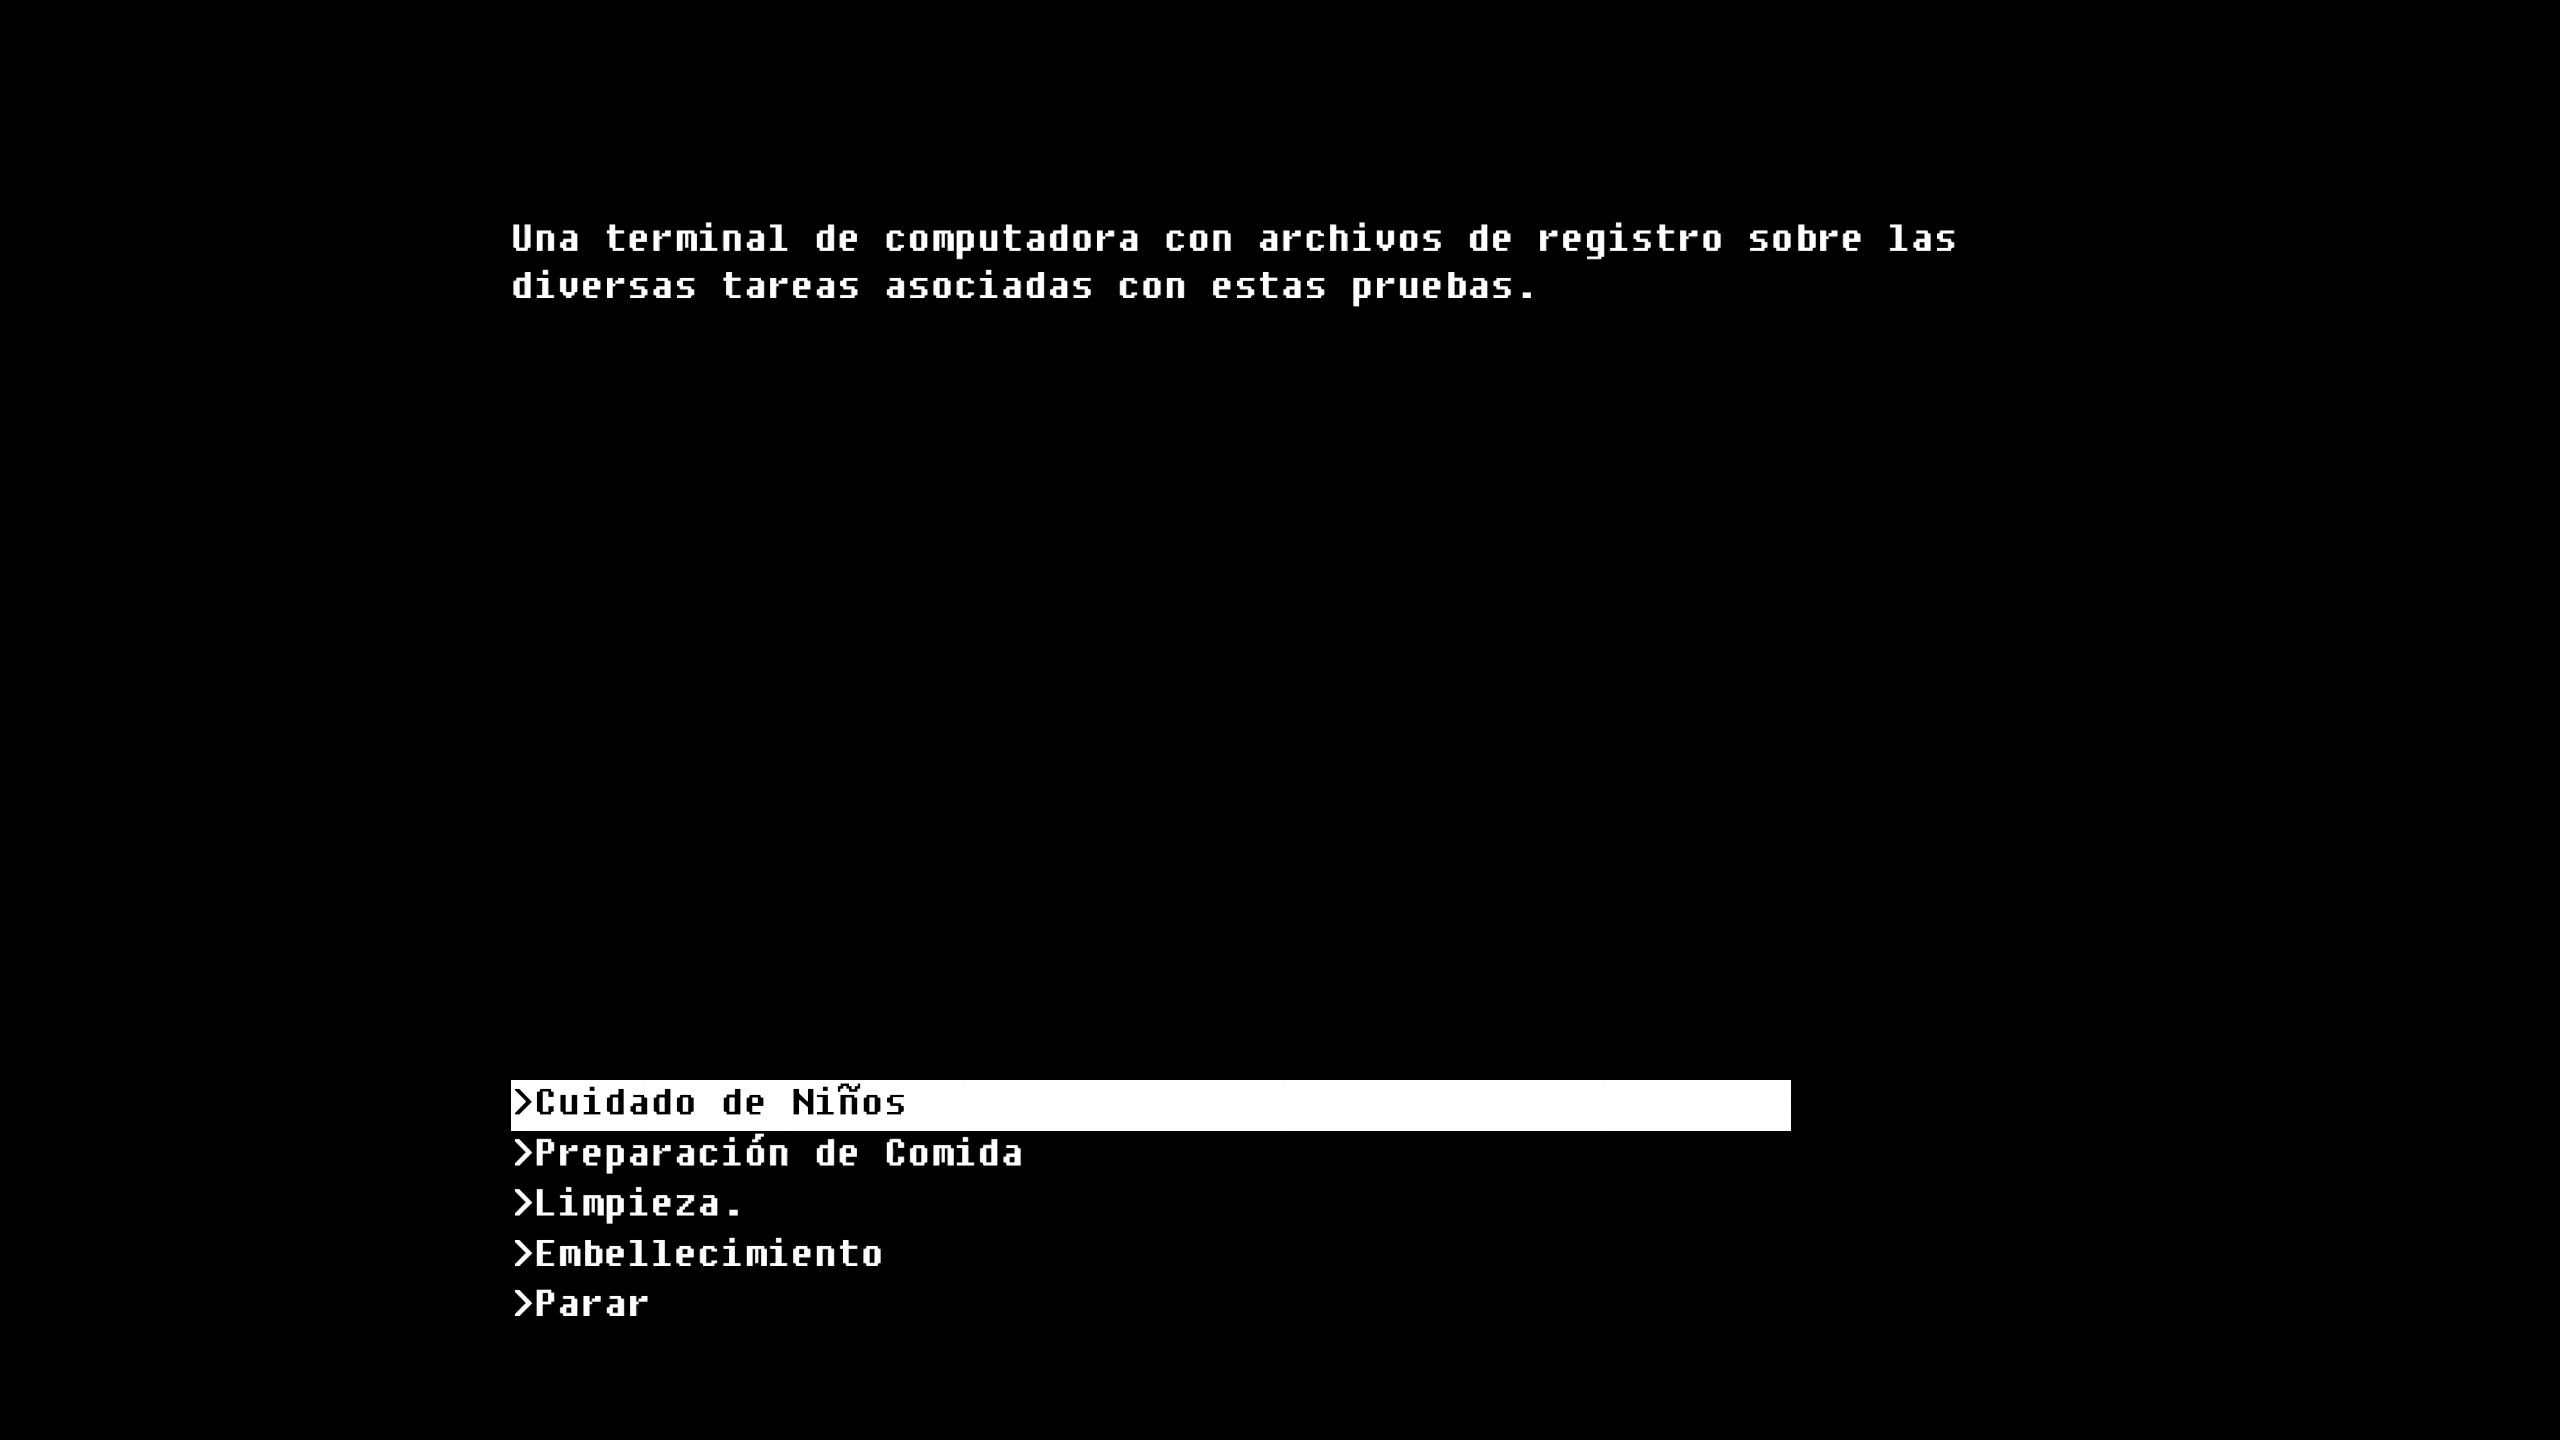 Una terminal de computadora con archivos de registro sobre las
diversas tareas asociadas con estas pruebas.
>Cuidado de Niños
>Preparación de Comida
>Limpieza.
>Embellecimiento
>Parar